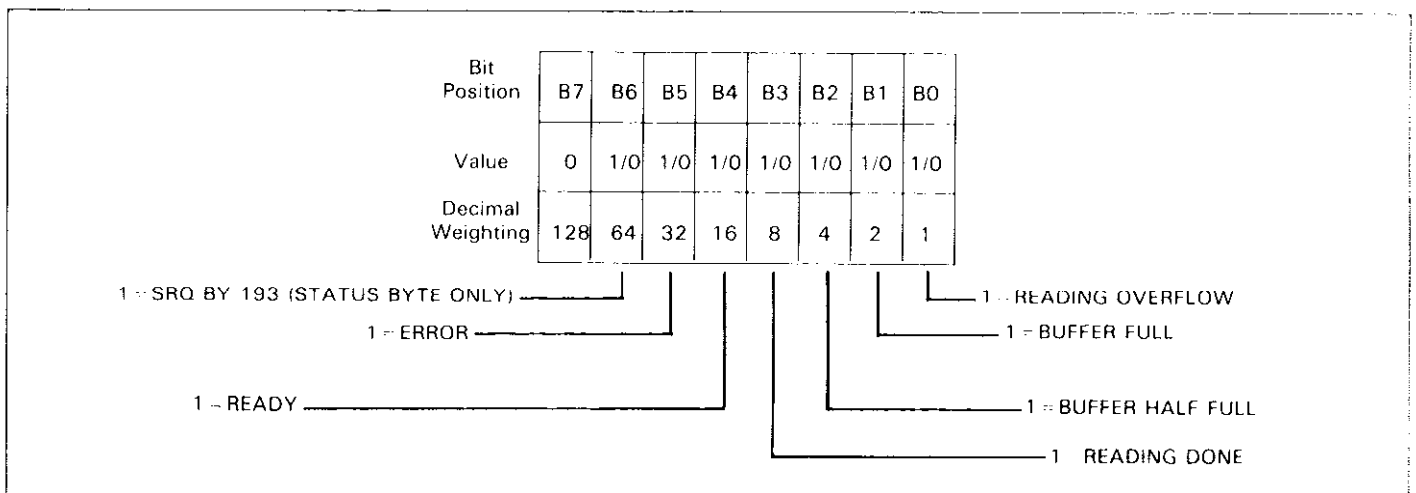 Bit
Position B7 B6 B5 B4 B3 B2 B1 B0
Value 0 1/0 1/0 1/0 1/0 1/0 1/0 1/0
Decimal
Weighting 128 64 32 16 8 4 2 1
1 = SRQ BY 193 (STATUS BYTE ONLY)
1 = READING OVERFLOW
1 = ERROR
1 = BUFFER FULL
1 = READY
1 = BUFFER HALF FULL
1 READING DONE